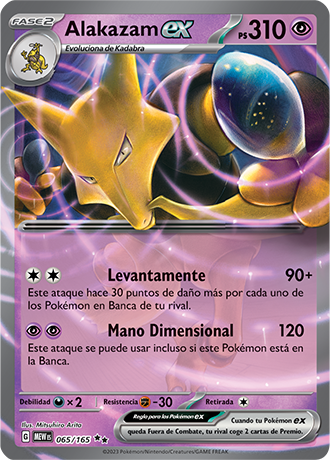 FASE 2 Alakazam ex PS 310
Evoluciona de Kadabra
Levantamente 90+
Este ataque hace 30 puntos de daño más por cada uno de
los Pokémon en Banca de tu rival.
Mano Dimensional 120
Este ataque se puede usar incluso si este Pokémon está en
la Banca.
Debilidad ×2 Resistencia -30 Retirada
Ilus. Mitsuhiro Arita
Regla para los Pokémon ex Cuando tu Pokémon ex
G MEW ES 065/165 queda Fuera de Combate, tu rival coge 2 cartas de Premio.
©2023 Pokémon/Nintendo/Creatures/GAME FREAK